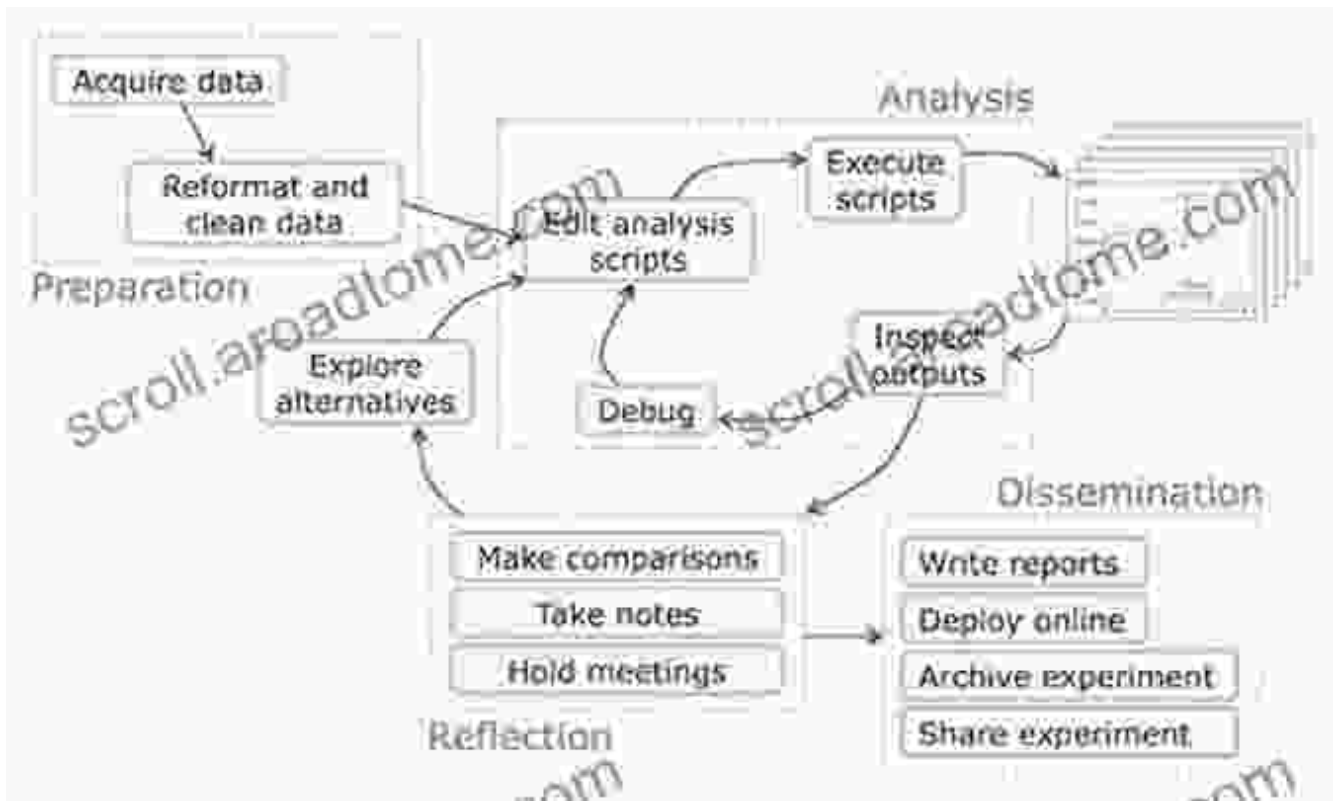 Acquire data
Reformat and
clean data
Preparation
Analysis
Execute
scripts
Edit analysis
scripts
Inspect
outputs
Debug
Explore
alternatives
Make comparisons
Take notes
Hold meetings
Reflection
Dissemination
Write reports
Deploy online
Archive experiment
Share experiment
scroll.aroadtome.com
scroll.aroadtome.com
com
om